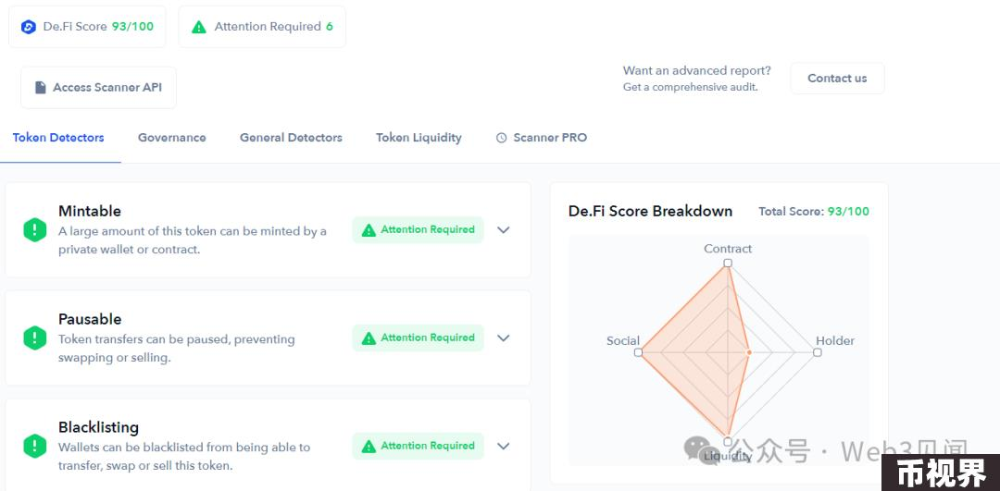 De.Fi Score 93/100
Attention Required 6
Access Scanner API
Want an advanced report?
Get a comprehensive audit.
Contact us
Token Detectors
Governance
General Detectors
Token Liquidity
Scanner PRO
Mintable
A large amount of this token can be minted by a
private wallet or contract.
Attention Required
Pausable
Token transfers can be paused, preventing
swapping or selling.
Attention Required
Blacklisting
Wallets can be blacklisted from being able to
transfer, swap or sell this token.
Attention Required
De.Fi Score Breakdown
Total Score: 93/100
Contract
Social
Holder
Liquidity
公众号 · Web3见闻
币视界